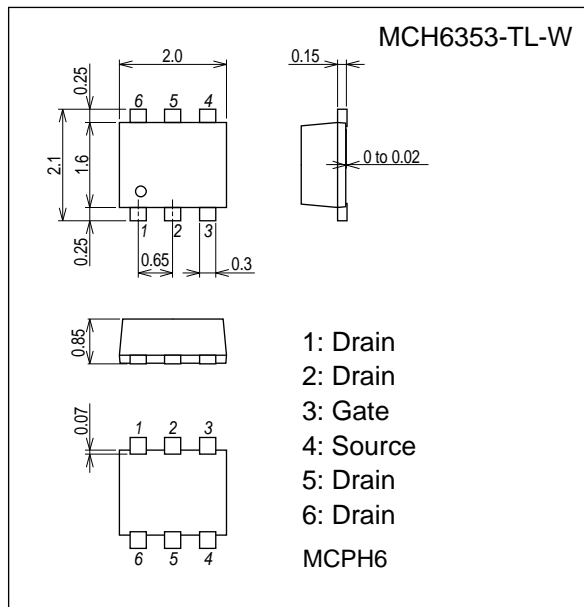 MCH6353-TL-W
2.0
0.15
0.25
6 5 4
2.1
1.6
0 to 0.02
0.25
1 2 3
0.65
0.3
0.85
1: Drain
2: Drain
3: Gate
4: Source
5: Drain
6: Drain
0.07
1 2 3
6 5 4
MCPH6